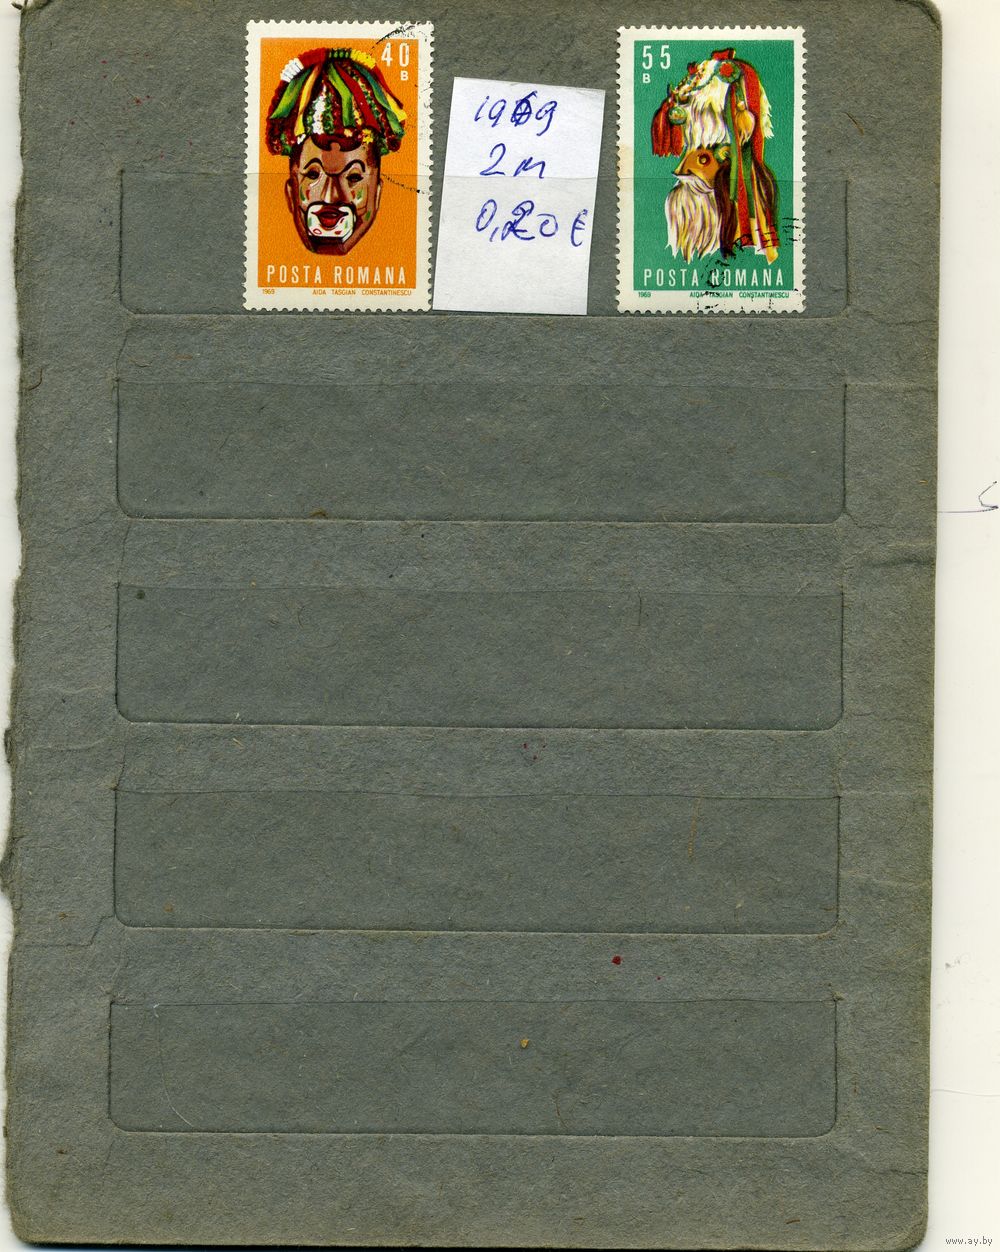 40
B
POSTA ROMANA
1969 AIDA TASGIAN CONSTANTINESCU
1969
2м
0,20€
55
B
POSTA ROMANA
1969 AIDA TASGIAN CONSTANTINESCU
www.ay.by